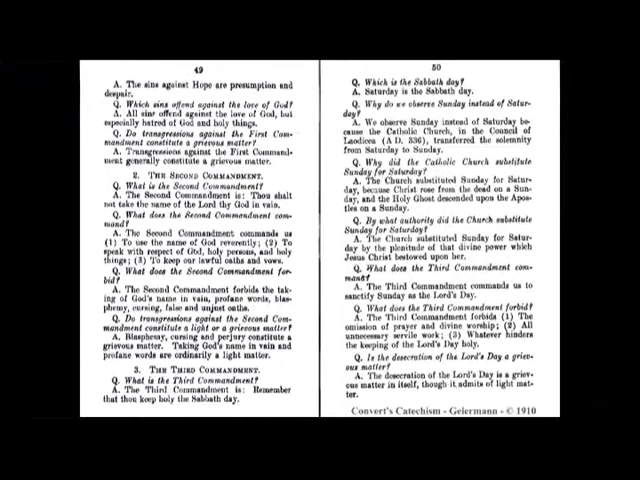 49
A. The sins against Hope are presumption and
despair.
Q. Which sins offend against the love of God?
A. All sins offend against the love of God, but
especially hatred of God and holy things.
Q. Do transgressions against the First Com-
mandment constitute a grievous matter?
A. Transgressions against the First Command-
ment generally constitute a grievous matter.
2. THE SECOND COMMANDMENT.
Q. What is the Second Commandment?
A. The Second Commandment is: Thou shalt
not take the name of the Lord thy God in vain.
Q. What does the Second Commandment com-
mand?
A. The Second Commandment commands us
(1) To use the name of God reverently; (2) To
speak with respect of God, holy persons, and holy
things; (3) To keep our lawful oaths and vows.
Q. What does the Second Commandment for-
bid?
A. The Second Commandment forbids the tak-
ing of God's name in vain, profane words, blas-
phemy, cursing, false and unjust oaths.
Q. Do transgressions against the Second Com-
mandment constitute a light or a grievous matter?
A. Blasphemy, cursing and perjury constitute a
grievous matter. Taking God's name in vain and
profane words are ordinarily a light matter.
3. THE THIRD COMMANDMENT.
Q. What is the Third Commandment?
A. The Third Commandment is: Remember
that thou keep holy the Sabbath day.
50
Q. Which is the Sabbath day?
A. Saturday is the Sabbath day.
Q. Why do we observe Sunday instead of Satur-
day?
A. We observe Sunday instead of Saturday be-
cause the Catholic Church, in the Council of
Laodicea (A D. 336), transferred the solemnity
from Saturday to Sunday.
Q. Why did the Catholic Church substitute
Sunday for Saturday?
A. The Church substituted Sunday for Satur-
day, because Christ rose from the dead on a Sun-
day, and the Holy Ghost descended upon the Apos-
tles on a Sunday.
Q. By what authority did the Church substitute
Sunday for Saturday?
A. The Church substituted Sunday for Satur-
day by the plenitude of that divine power which
Jesus Christ bestowed upon her.
Q. What does the Third Commandment com-
mand?
A. The Third Commandment commands us to
sanctify Sunday as the Lord's Day.
Q. What does the Third Commandment forbid?
A. The Third Commandment forbids (1) The
omission of prayer and divine worship; (2) All
unnecessary servile work; (3) Whatever hinders
the keeping of the Lord's Day holy.
Q. Is the desecration of the Lord's Day a griev-
ous matter?
A. The desecration of the Lord's Day is a griev-
ous matter in itself, though it admits of light mat-
ter.
Convert's Catechism - Geiermann - © 1910